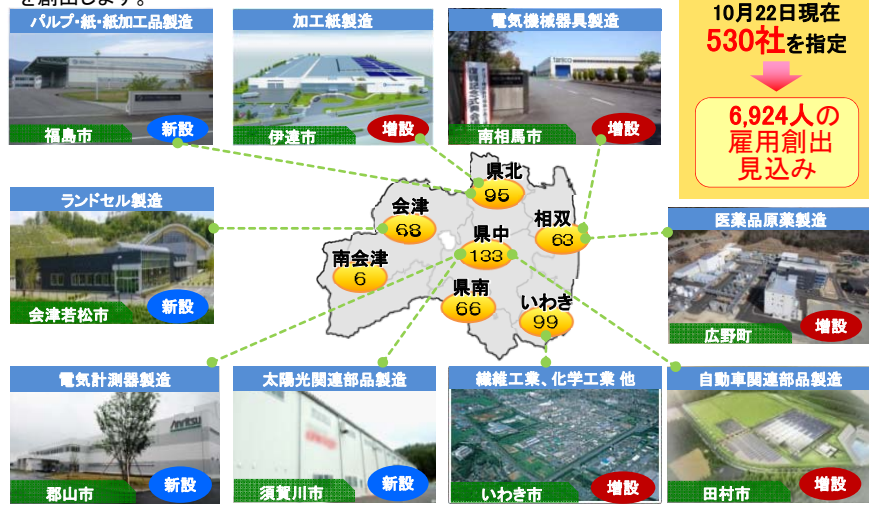 を創出します。
パルプ・紙・紙加工品製造
福島市
新設
加工紙製造
伊達市
増設
電気機械器具製造
tanico
南相馬市
増設
10月22日現在
530社を指定
6,924人の
雇用創出
見込み
ランドセル製造
会津若松市
新設
県北
95
会津
68
相双
63
県中
133
南会津
6
県南
66
いわき
99
医薬品原薬製造
広野町
増設
電気計測器製造
Anritsu
郡山市
新設
太陽光関連部品製造
須賀川市
新設
繊維工業、化学工業 他
いわき市
増設
自動車関連部品製造
田村市
増設